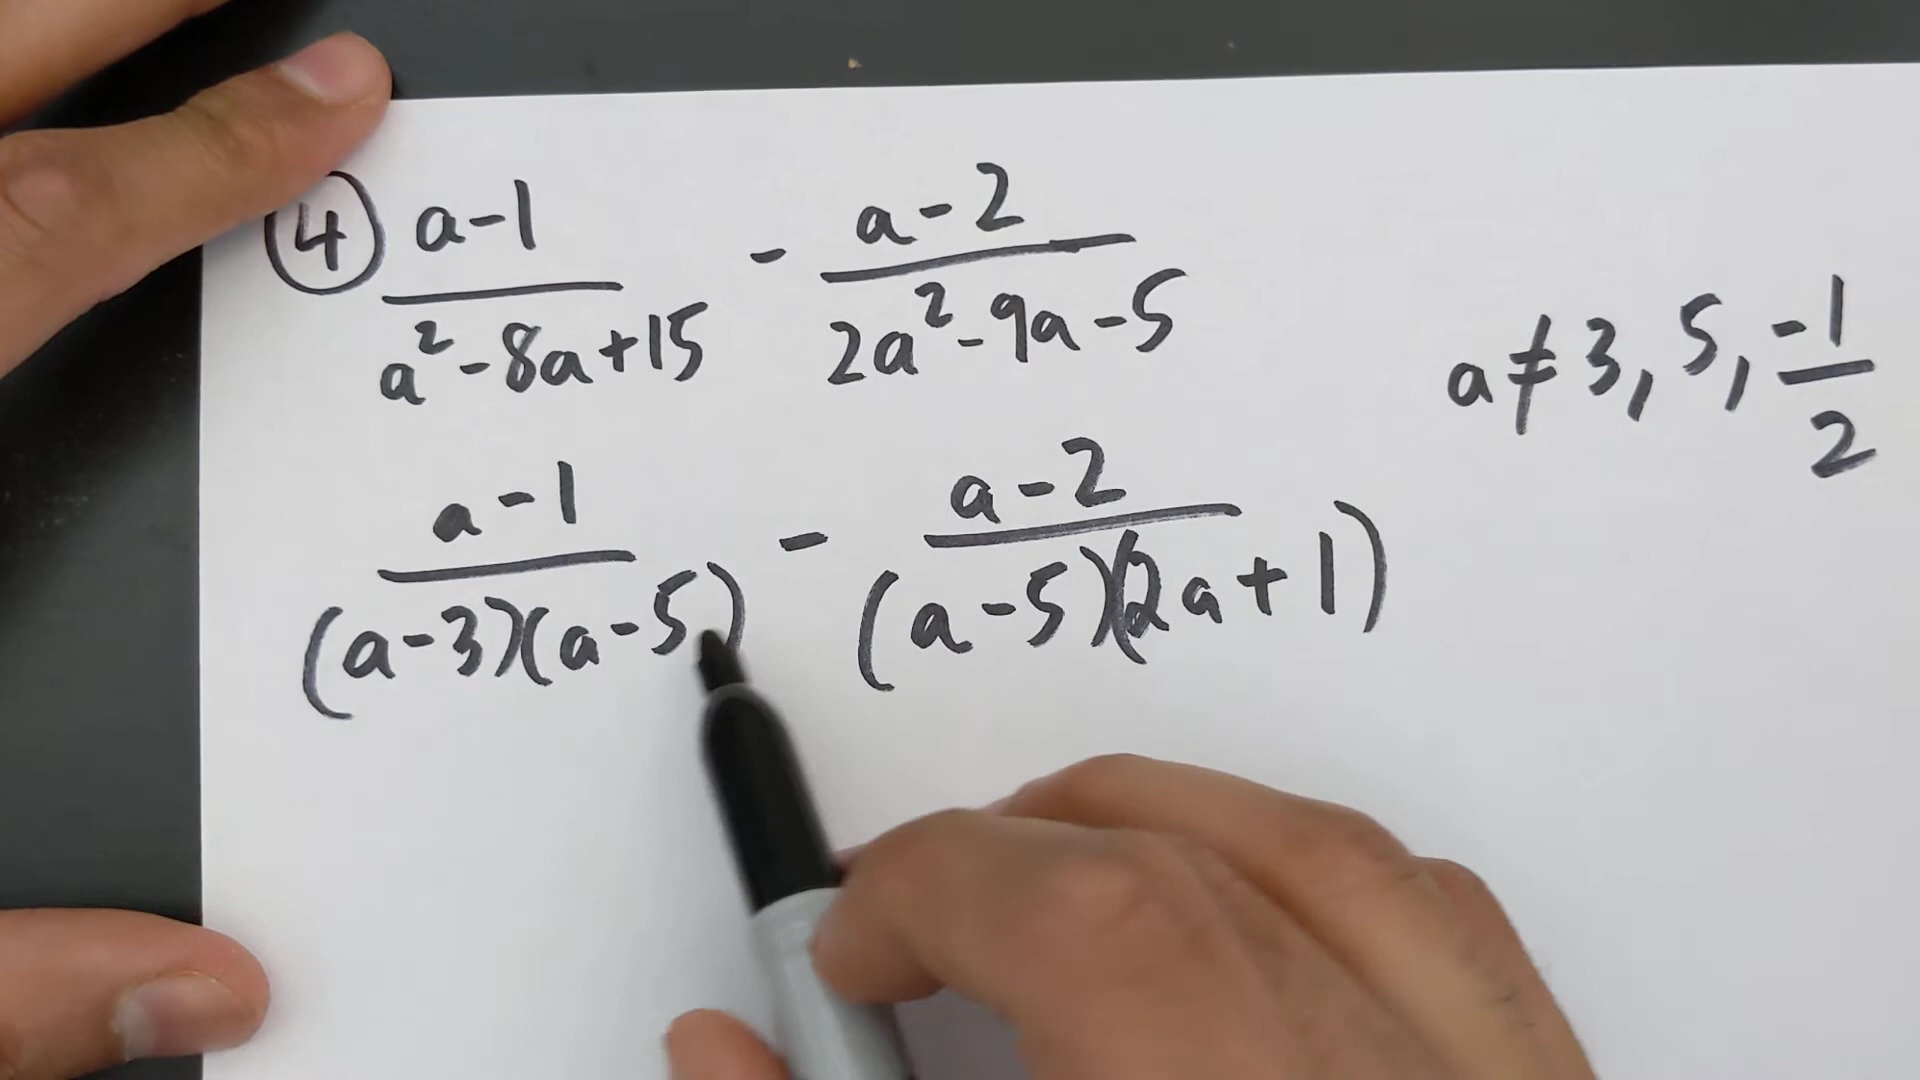 ④ a-1 / a²-8a+15 - a-2 / 2a²-9a-5
a≠3, 5, -1/2
a-1 / (a-3)(a-5) - a-2 / (a-5)(2a+1)